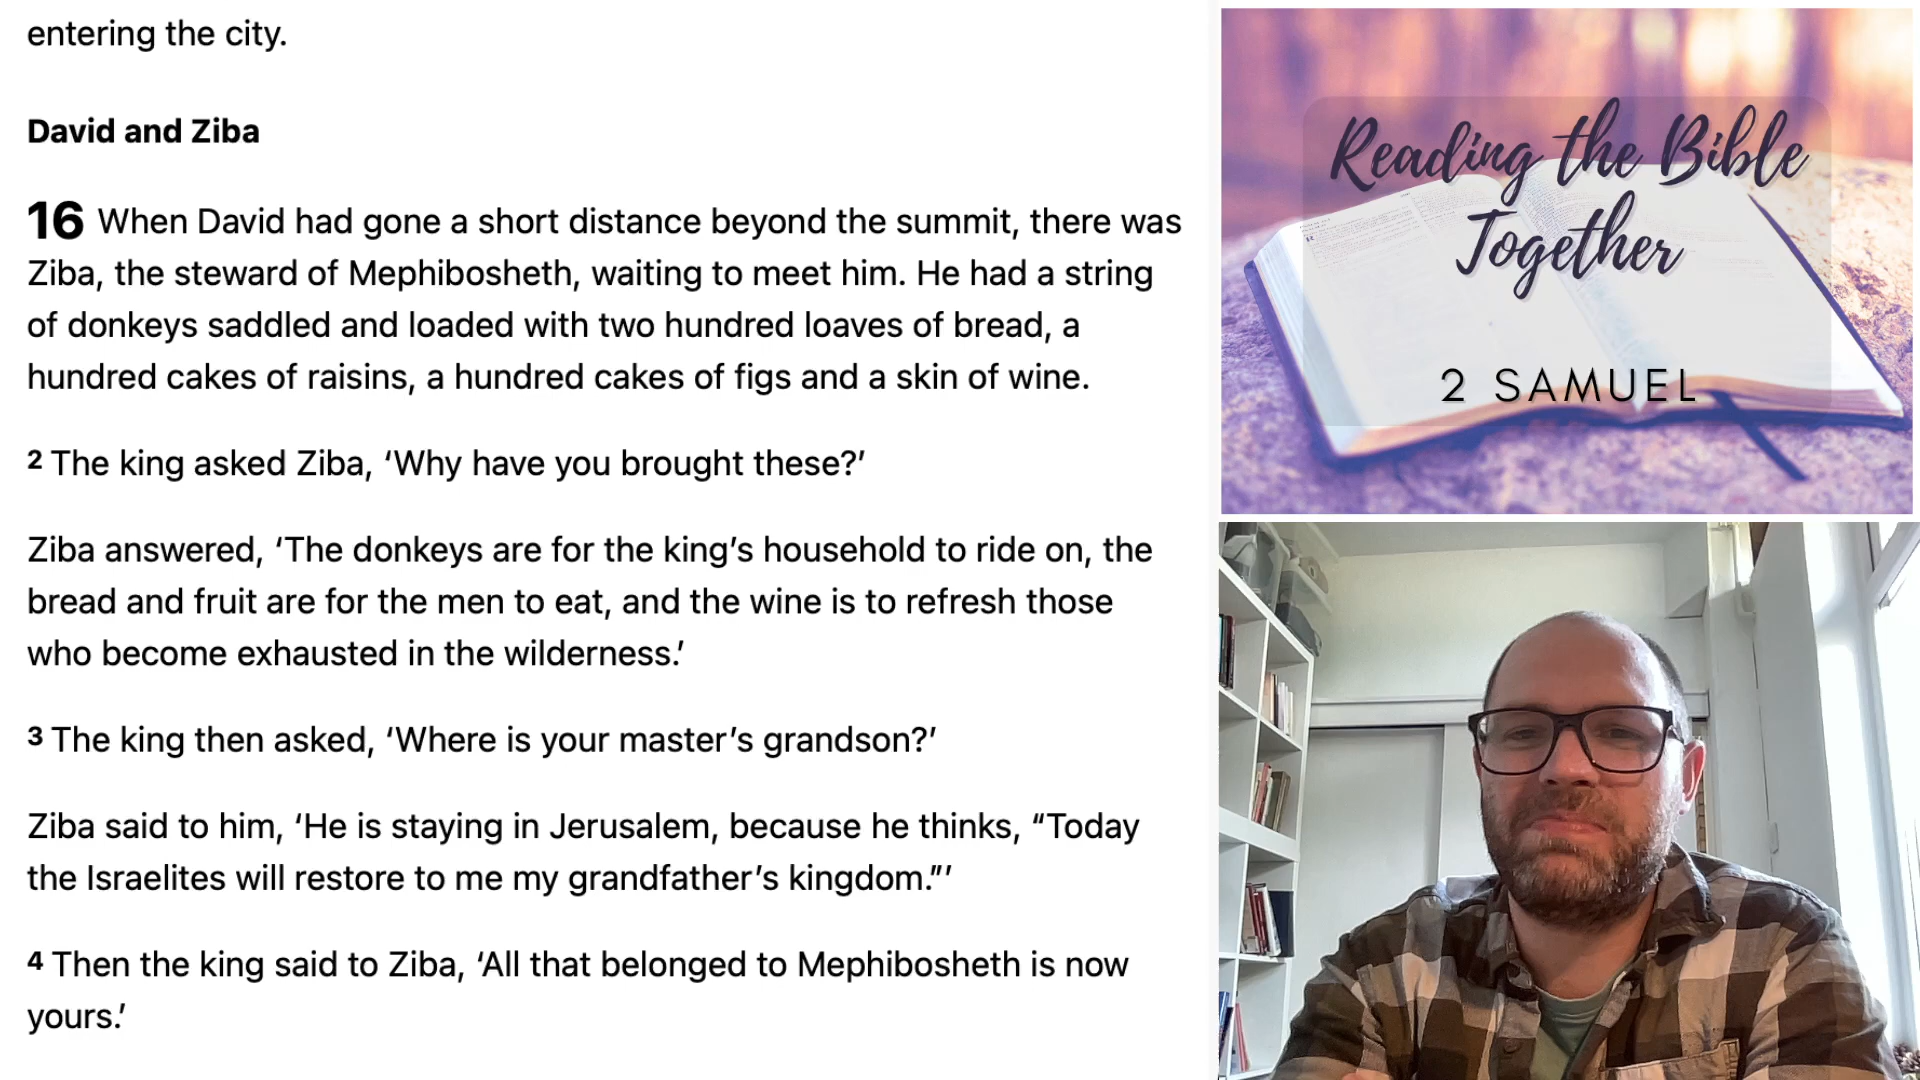 entering the city.
David and Ziba
16 When David had gone a short distance beyond the summit, there was
Ziba, the steward of Mephibosheth, waiting to meet him. He had a string
of donkeys saddled and loaded with two hundred loaves of bread, a
hundred cakes of raisins, a hundred cakes of figs and a skin of wine.
2 The king asked Ziba, ‘Why have you brought these?’
Ziba answered, ‘The donkeys are for the king’s household to ride on, the
bread and fruit are for the men to eat, and the wine is to refresh those
who become exhausted in the wilderness.’
3 The king then asked, ‘Where is your master’s grandson?’
Ziba said to him, ‘He is staying in Jerusalem, because he thinks, “Today
the Israelites will restore to me my grandfather’s kingdom.”’
4 Then the king said to Ziba, ‘All that belonged to Mephibosheth is now
yours.’
Reading the Bible
Together
2 SAMUEL